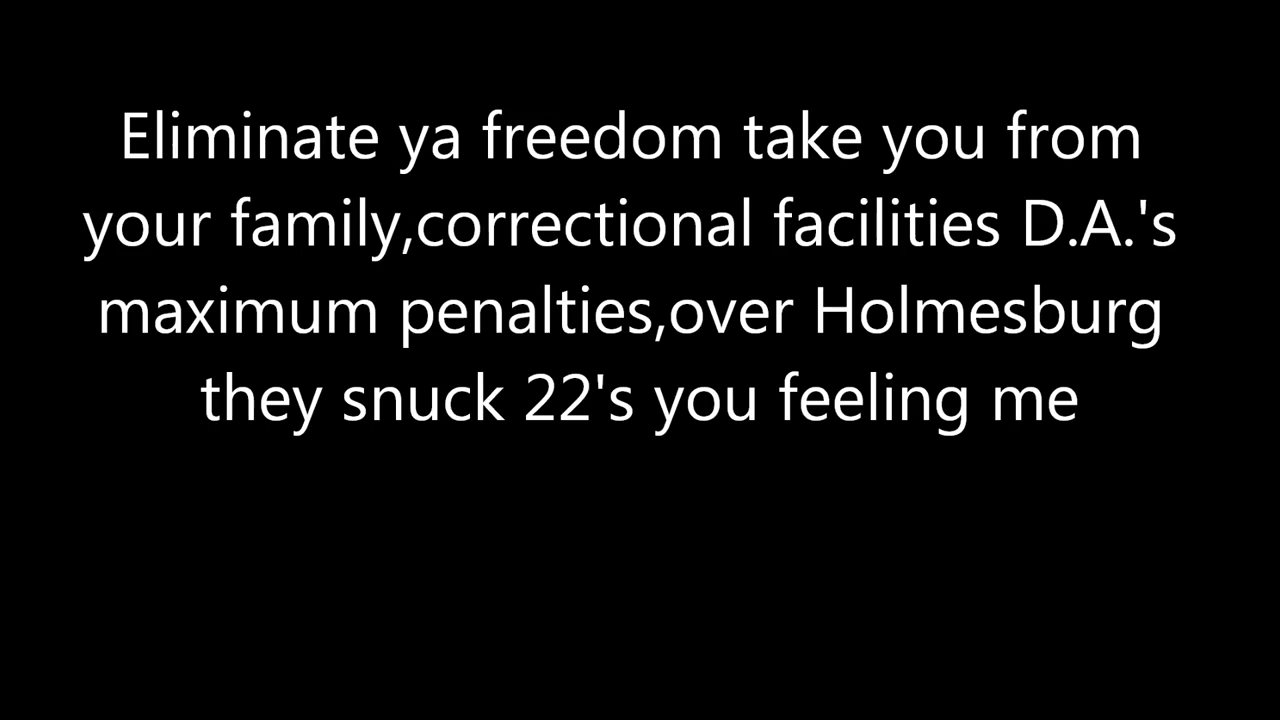 Eliminate ya freedom take you from
your family,correctional facilities D.A.'s
maximum penalties,over Holmesburg
they snuck 22's you feeling me